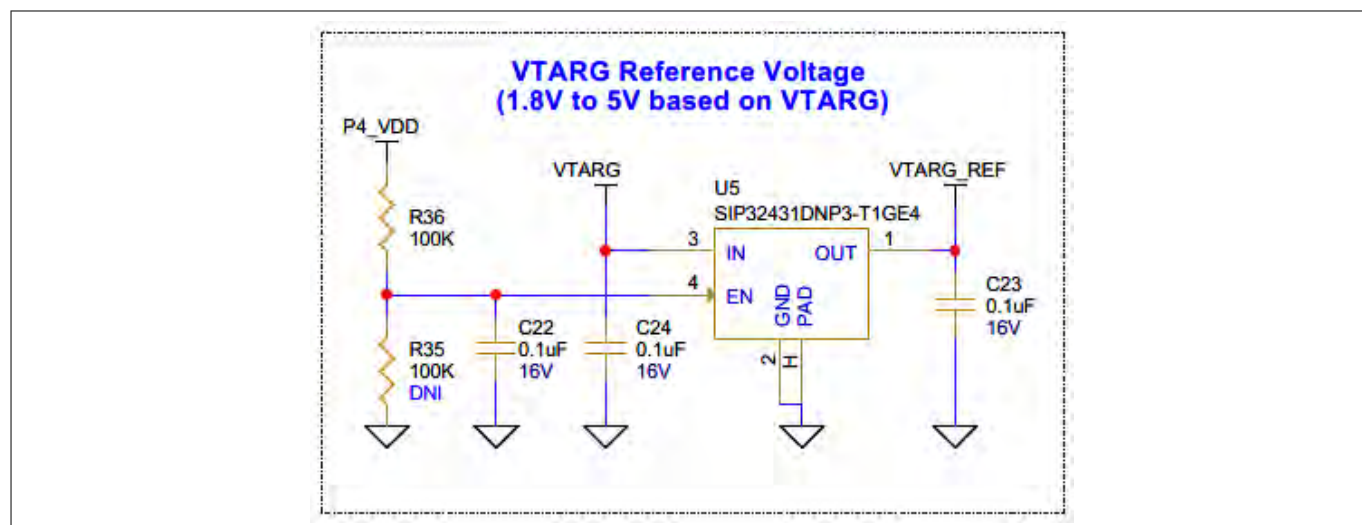 VTARG Reference Voltage
(1.8V to 5V based on VTARG)
P4_VDD
VTARG
VTARG_REF
U5
SIP32431DNP3-T1GE4
R36
100K
3
IN
OUT
1
4
EN
GND
PAD
2
H
R35
100K
DNI
C22
0.1uF
16V
C24
0.1uF
16V
C23
0.1uF
16V